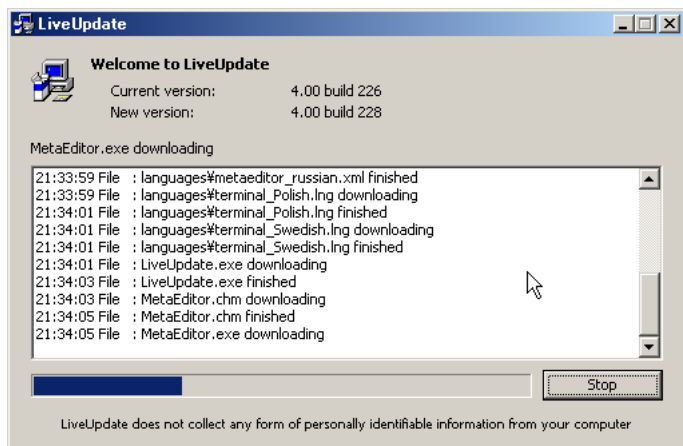 LiveUpdate
Welcome to LiveUpdate
Current version: 4.00 build 226
New version: 4.00 build 228
MetaEditor.exe downloading
21:33:59 File : languages¥metaeditor_russian.xml finished
21:33:59 File : languages¥terminal_Polish.lng downloading
21:34:01 File : languages¥terminal_Polish.lng finished
21:34:01 File : languages¥terminal_Swedish.lng downloading
21:34:01 File : languages¥terminal_Swedish.lng finished
21:34:01 File : LiveUpdate.exe downloading
21:34:03 File : LiveUpdate.exe finished
21:34:03 File : MetaEditor.chm downloading
21:34:05 File : MetaEditor.chm finished
21:34:05 File : MetaEditor.exe downloading
Stop
LiveUpdate does not collect any form of personally identifiable information from your computer